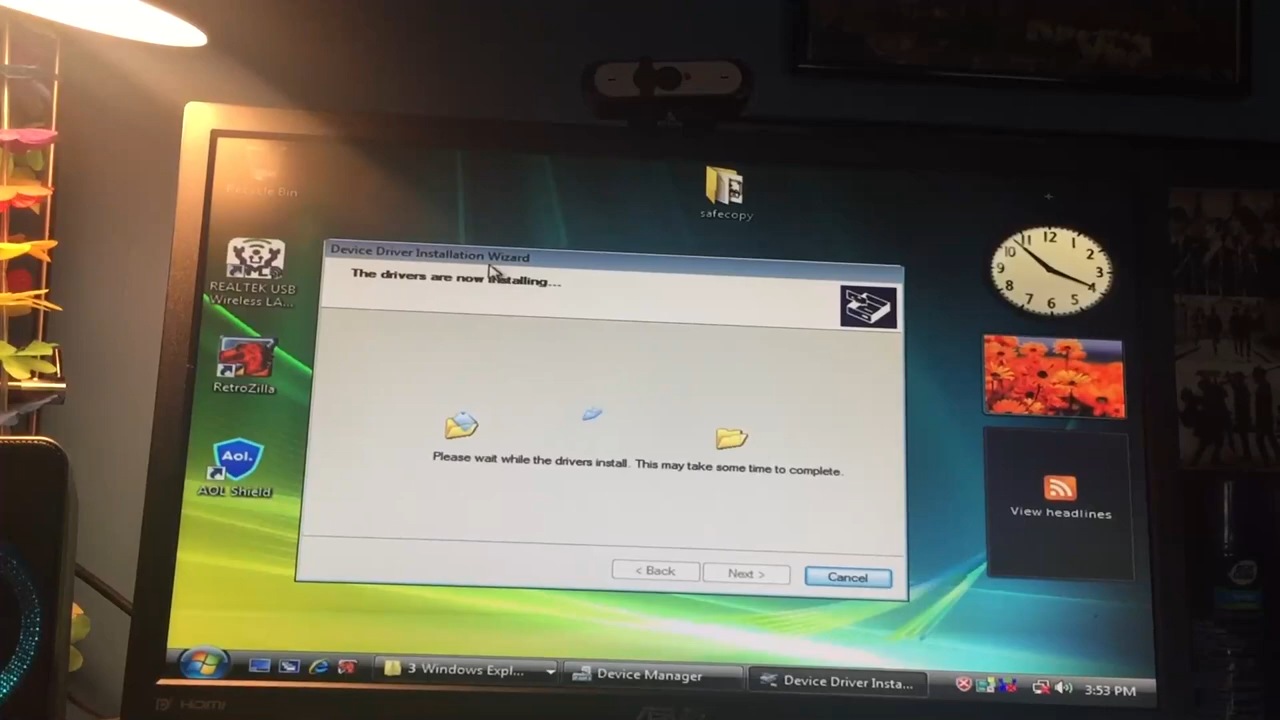 Recycle Bin
safecopy
REALTEK USB
Wireless LA...
RetroZilla
AOL.
AOL Shield
Device Driver Installation Wizard
The drivers are now installing...
Please wait while the drivers install. This may take some time to complete.
< Back
Next >
Cancel
12
1
2
3
4
5
6
7
8
9
10
11
View headlines
3 Windows Expl...
Device Manager
Device Driver Insta...
3:53 PM
HDMI